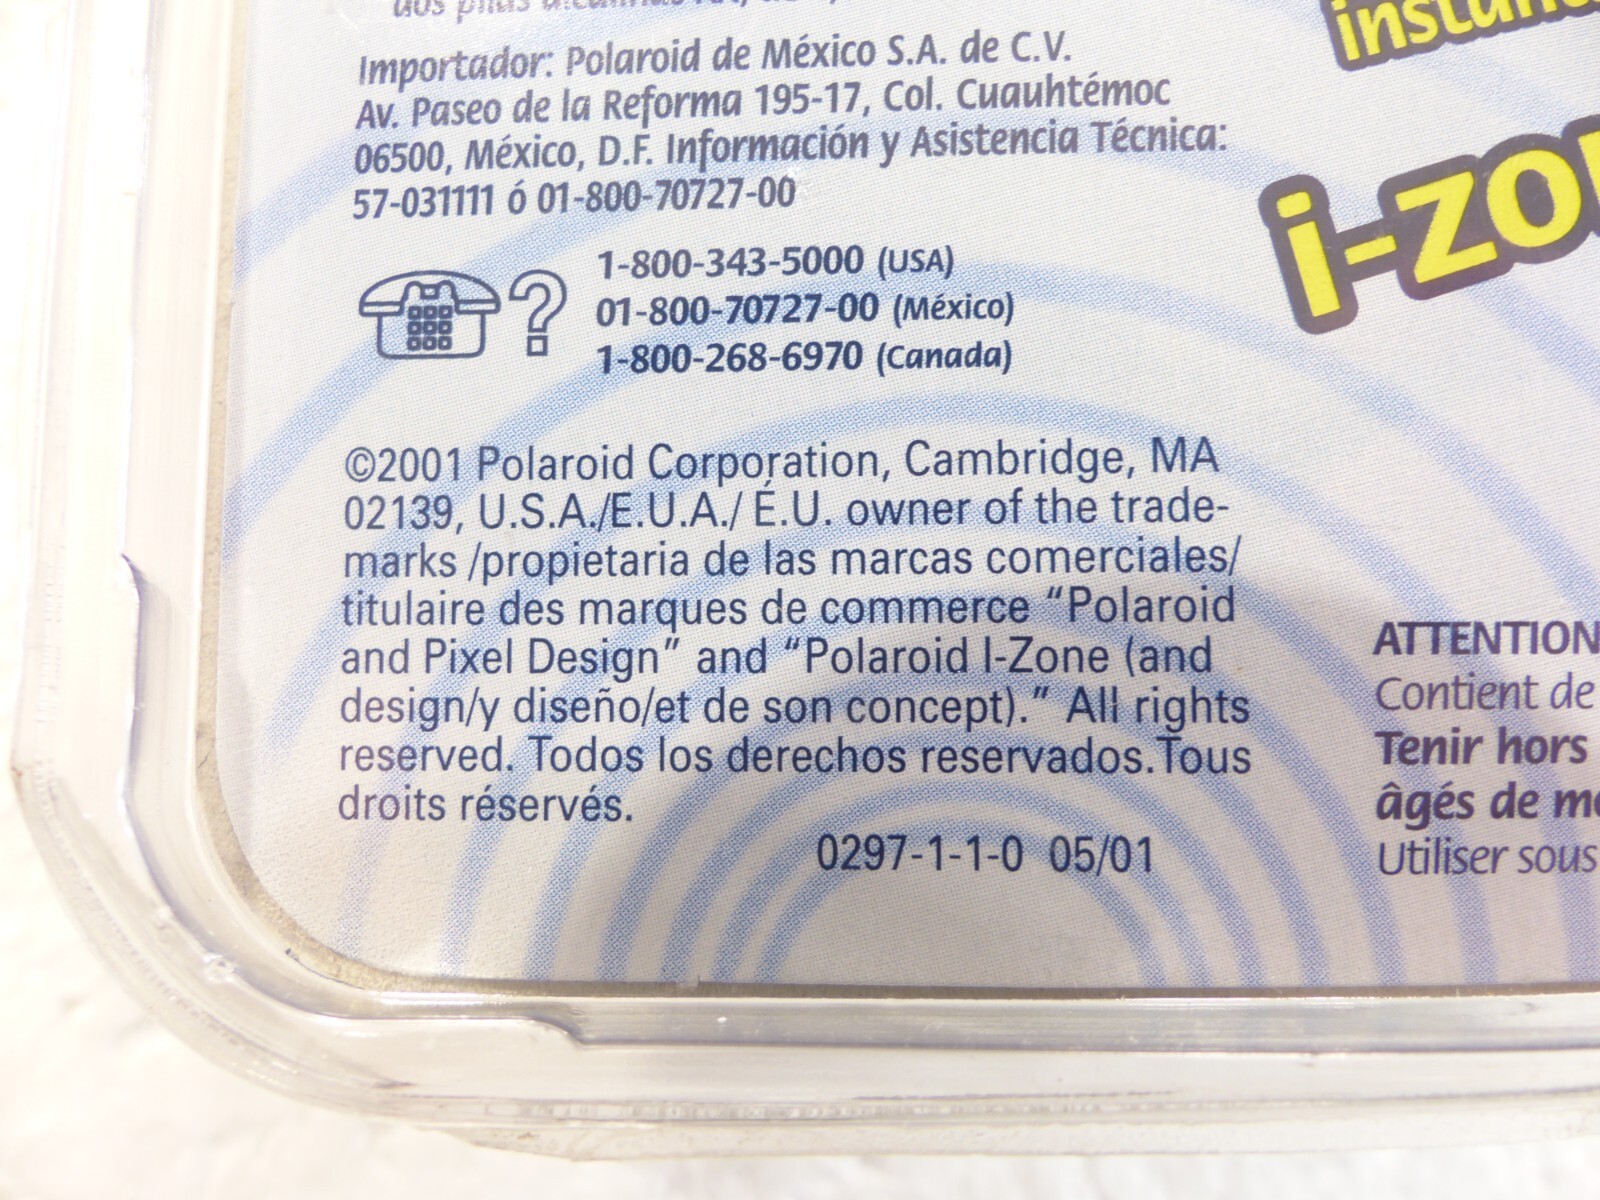 dos pilas alcalinas AA,
Importador: Polaroid de México S.A. de C.V.
Av. Paseo de la Reforma 195-17, Col. Cuauhtémoc
06500, México, D.F. Información y Asistencia Técnica:
57-031111 ó 01-800-70727-00
1-800-343-5000 (USA)
01-800-70727-00 (México)
1-800-268-6970 (Canada)
©2001 Polaroid Corporation, Cambridge, MA
02139, U.S.A./E.U.A./ É.U. owner of the trade-
marks /propietaria de las marcas comerciales/
titulaire des marques de commerce “Polaroid
and Pixel Design” and “Polaroid I-Zone (and
design/y diseño/et de son concept).” All rights
reserved. Todos los derechos reservados.Tous
droits réservés.
0297-1-1-0 05/01
i-zo
ATTENTION
Contient de
Tenir hors
âgés de
Utiliser sous